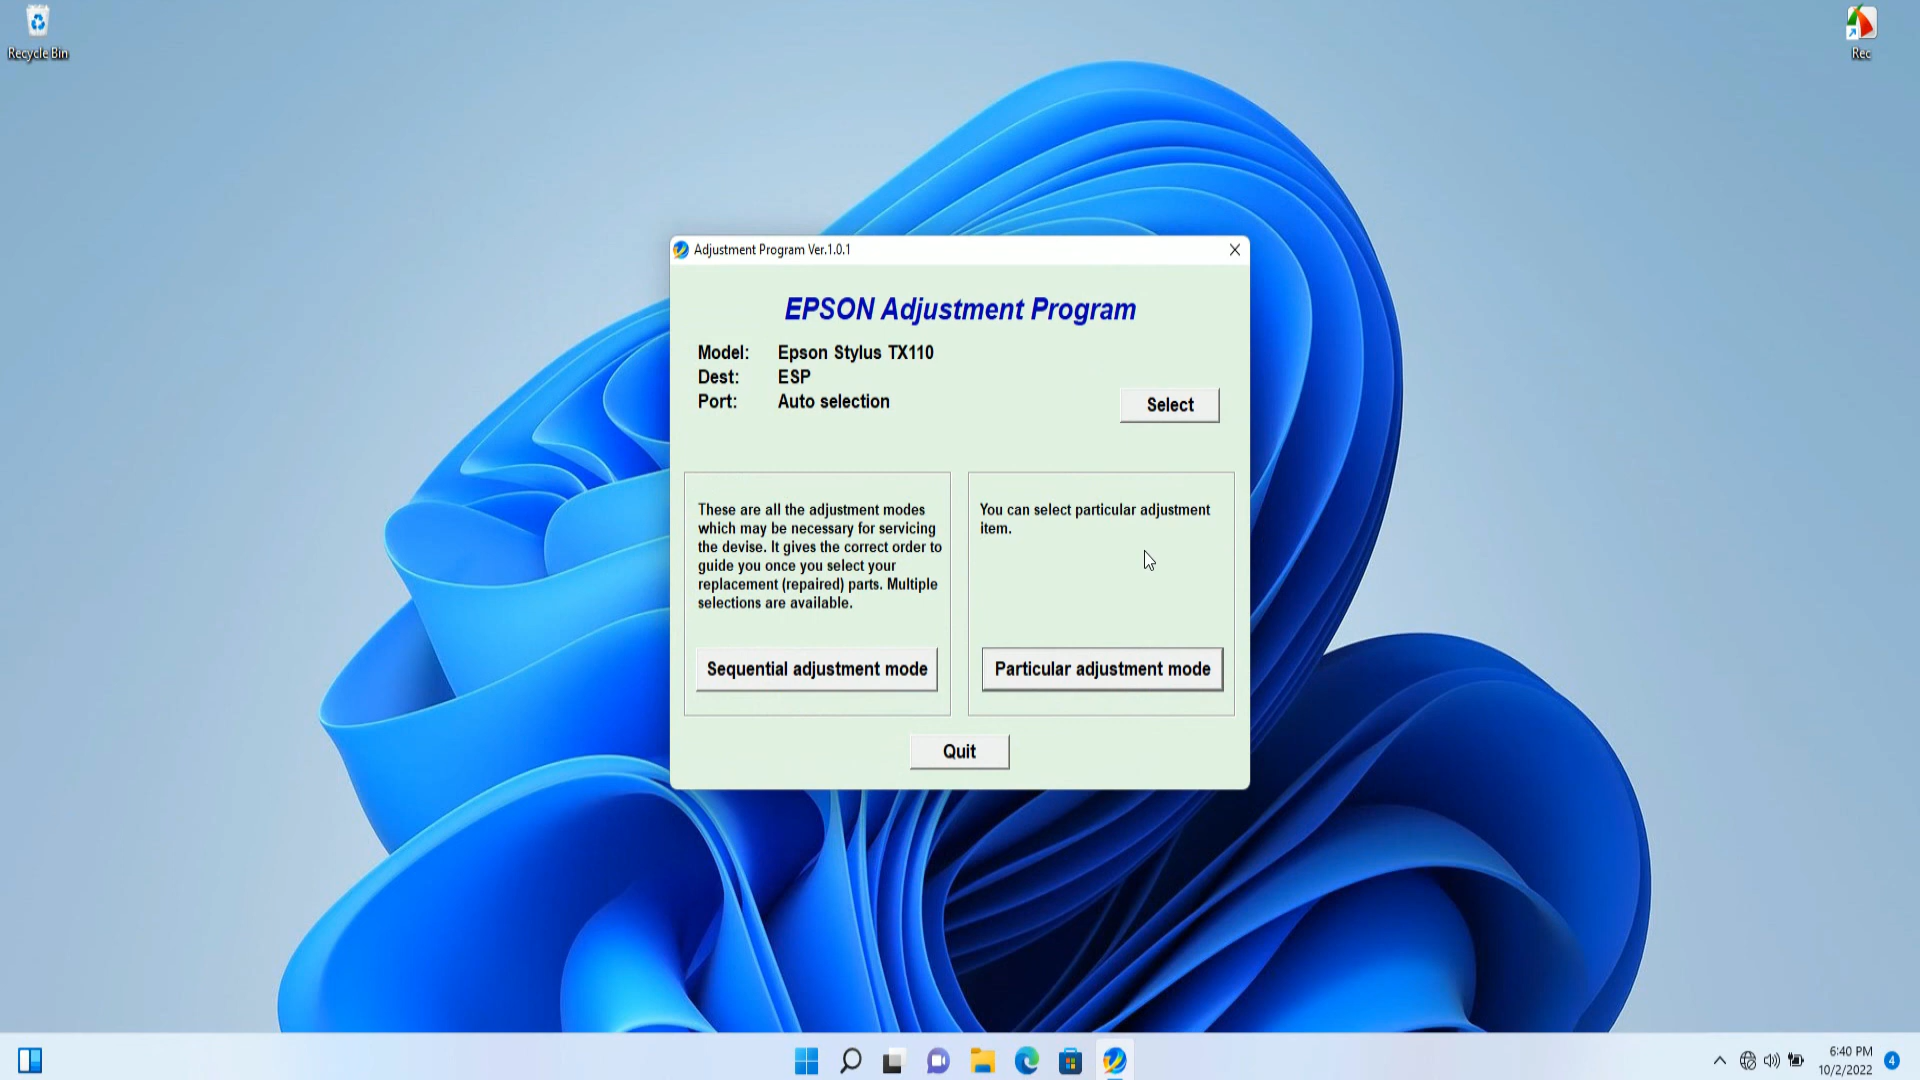 Recycle Bin
Rec
Adjustment Program Ver.1.0.1
EPSON Adjustment Program
Model: Epson Stylus TX110
Dest: ESP
Port: Auto selection
Select
These are all the adjustment modes
which may be necessary for servicing
the devise. It gives the correct order to
guide you once you select your
replacement (repaired) parts. Multiple
selections are available.
Sequential adjustment mode
You can select particular adjustment
item.
Particular adjustment mode
Quit
6:40 PM
10/2/2022
4